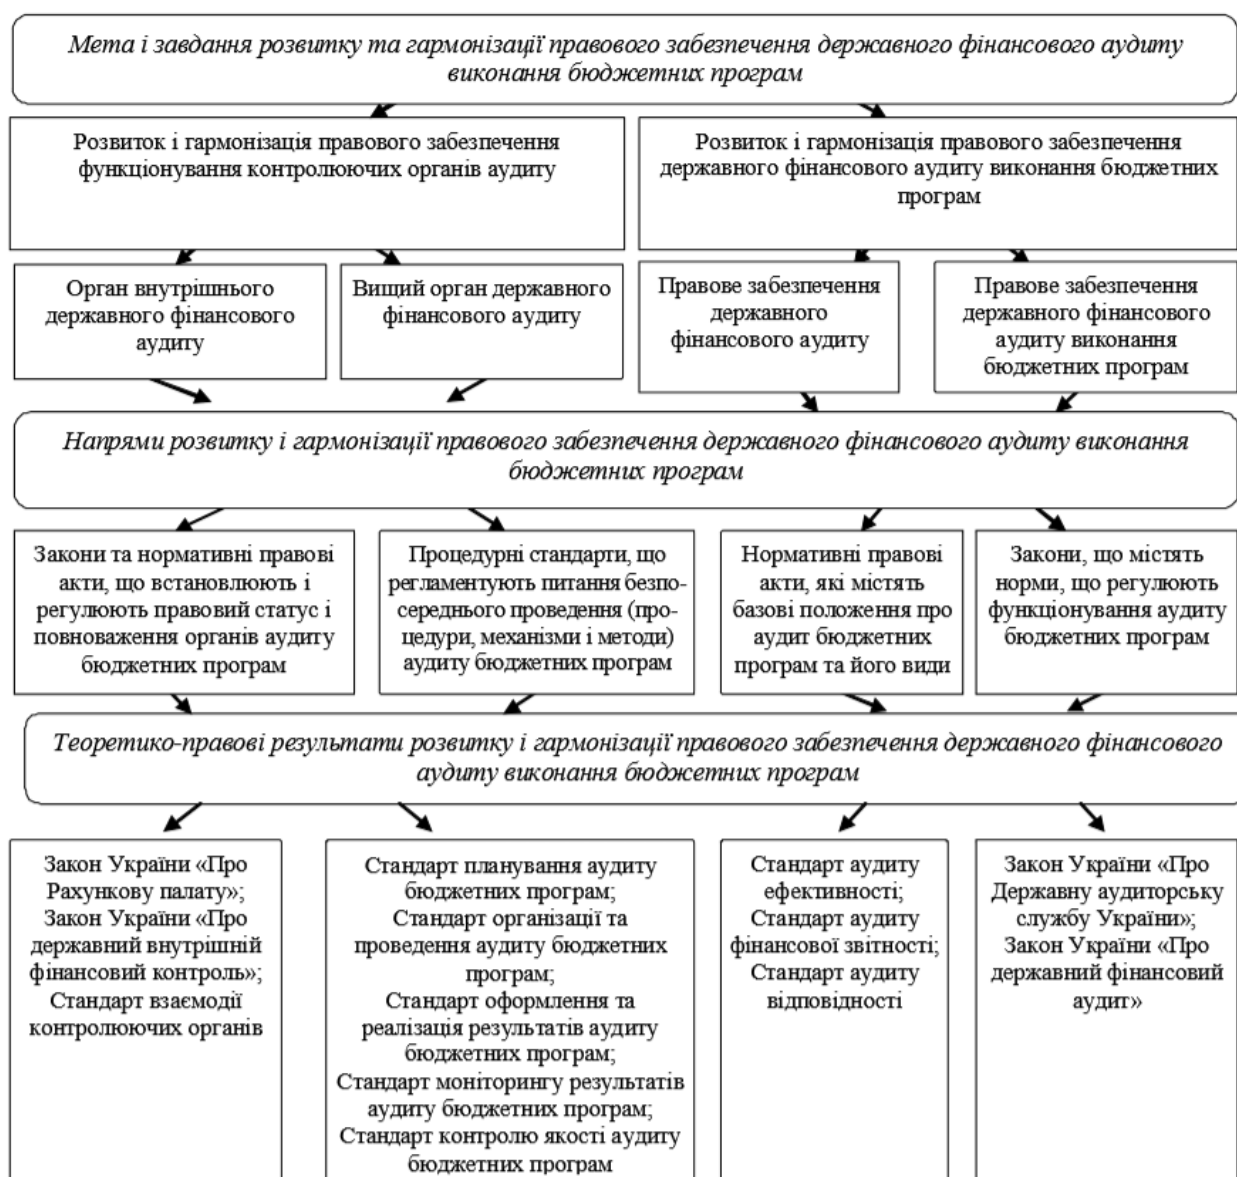 Мета і завдання розвитку та гармонізації правового забезпечення державного фінансового аудиту
виконання бюджетних програм
Розвиток і гармонізація правового забезпечення
функціонування контролюючих органів аудиту
Розвиток і гармонізація правового забезпечення
державного фінансового аудиту виконання бюджетних
програм
Орган внутрішнього
державного фінансового
аудиту
Вищий орган державного
фінансового аудиту
Правове забезпечення
державного
фінансового аудиту
Правове забезпечення
державного фінансового
аудиту виконання
бюджетних програм
Напрями розвитку і гармонізації правового забезпечення державного фінансового аудиту виконання
бюджетних програм
Закони та нормативні правові
акти, що встановлюють і
регулюють правовий статус і
повноваження органів аудиту
бюджетних програм
Процедурні стандарти, що
регламентують питання безпо-
середнього проведення (про-
цедури, механізми і методи)
аудиту бюджетних програм
Нормативні правові
акти, які містять
базові положення про
аудит бюджетних
програм та його види
Закони, що містять
норми, що регулюють
функціонування аудиту
бюджетних програм
Теоретико-правові результати розвитку і гармонізації правового забезпечення державного фінансового
аудиту виконання бюджетних програм
Закон України «Про
Рахункову палату»;
Закон України «Про
державний внутрішній
фінансовий контроль»;
Стандарт взаємодії
контролюючих органів
Стандарт планування аудиту
бюджетних програм;
Стандарт організації та
проведення аудиту бюджетних
програм;
Стандарт оформлення та
реалізація результатів аудиту
бюджетних програм;
Стандарт моніторингу результатів
аудиту бюджетних програм;
Стандарт контролю якості аудиту
бюджетних програм
Стандарт аудиту
ефективності;
Стандарт аудиту
фінансової звітності;
Стандарт аудиту
відповідності
Закон України «Про
Державну аудиторську
службу України»;
Закон України «Про
державний фінансовий
аудит»